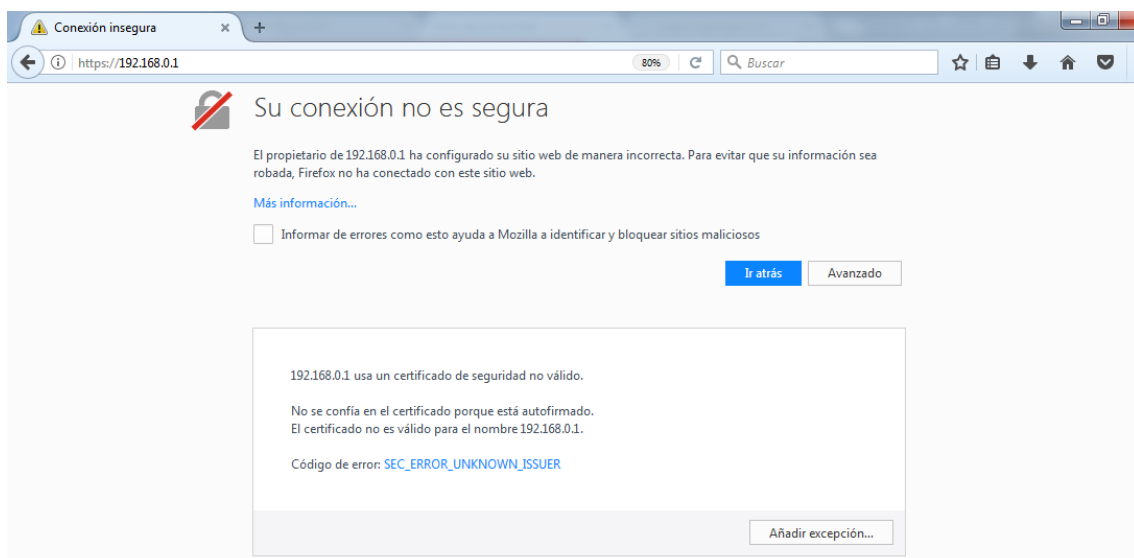 Conexión insegura
https://192.168.0.1
80%
Buscar
Su conexión no es segura
El propietario de 192.168.0.1 ha configurado su sitio web de manera incorrecta. Para evitar que su información sea
robada, Firefox no ha conectado con este sitio web.
Más información...
Informar de errores como esto ayuda a Mozilla a identificar y bloquear sitios maliciosos
Ir atrás
Avanzado
192.168.0.1 usa un certificado de seguridad no válido.
No se confía en el certificado porque está autofirmado.
El certificado no es válido para el nombre 192.168.0.1.
Código de error: SEC_ERROR_UNKNOWN_ISSUER
Añadir excepción...